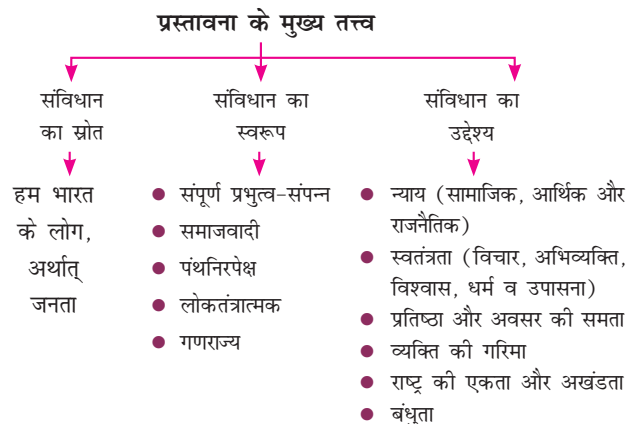 प्रस्तावना के मुख्य तत्त्व
संविधान
का स्रोत
हम भारत
के लोग,
अर्थात्
जनता
संविधान का
स्वरूप
संपूर्ण प्रभुत्व-संपन्न
समाजवादी
पंथनिरपेक्ष
लोकतंत्रात्मक
गणराज्य
संविधान का
उद्देश्य
न्याय (सामाजिक, आर्थिक और
राजनैतिक)
स्वतंत्रता (विचार, अभिव्यक्ति,
विश्वास, धर्म व उपासना)
प्रतिष्ठा और अवसर की समता
व्यक्ति की गरिमा
राष्ट्र की एकता और अखंडता
बंधुता